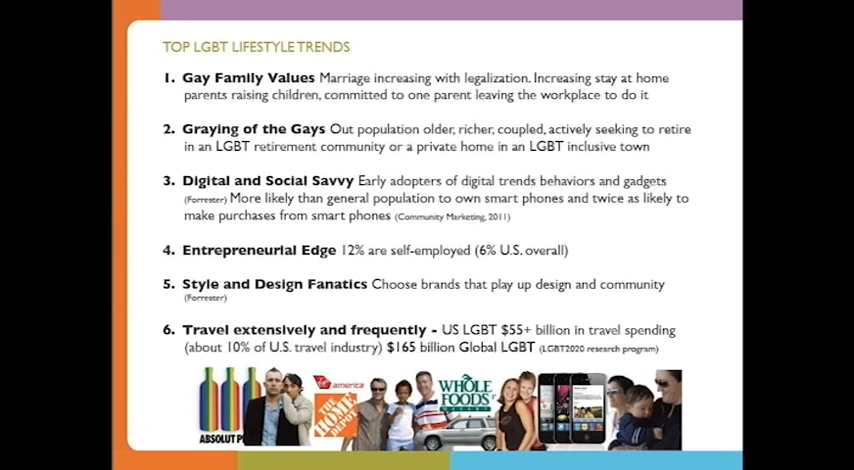 TOP LGBT LIFESTYLE TRENDS
1. Gay Family Values Marriage increasing with legalization. Increasing stay at home
parents raising children, committed to one parent leaving the workplace to do it
2. Graying of the Gays Out population older, richer, coupled, actively seeking to retire
in an LGBT retirement community or a private home in an LGBT inclusive town
3. Digital and Social Savvy Early adopters of digital trends behaviors and gadgets
(Forrester) More likely than general population to own smart phones and twice as likely to
make purchases from smart phones (Community Marketing, 2011)
4. Entrepreneurial Edge 12% are self-employed (6% U.S. overall)
5. Style and Design Fanatics Choose brands that play up design and community
(Forrester)
6. Travel extensively and frequently - US LGBT $55+ billion in travel spending
(about 10% of U.S. travel industry) $165 billion Global LGBT (LGBT2020 research program)
ABSOLUT P
Virgin america
THE
HOME
DEPOT
WHOLE
FOODS
MARKET